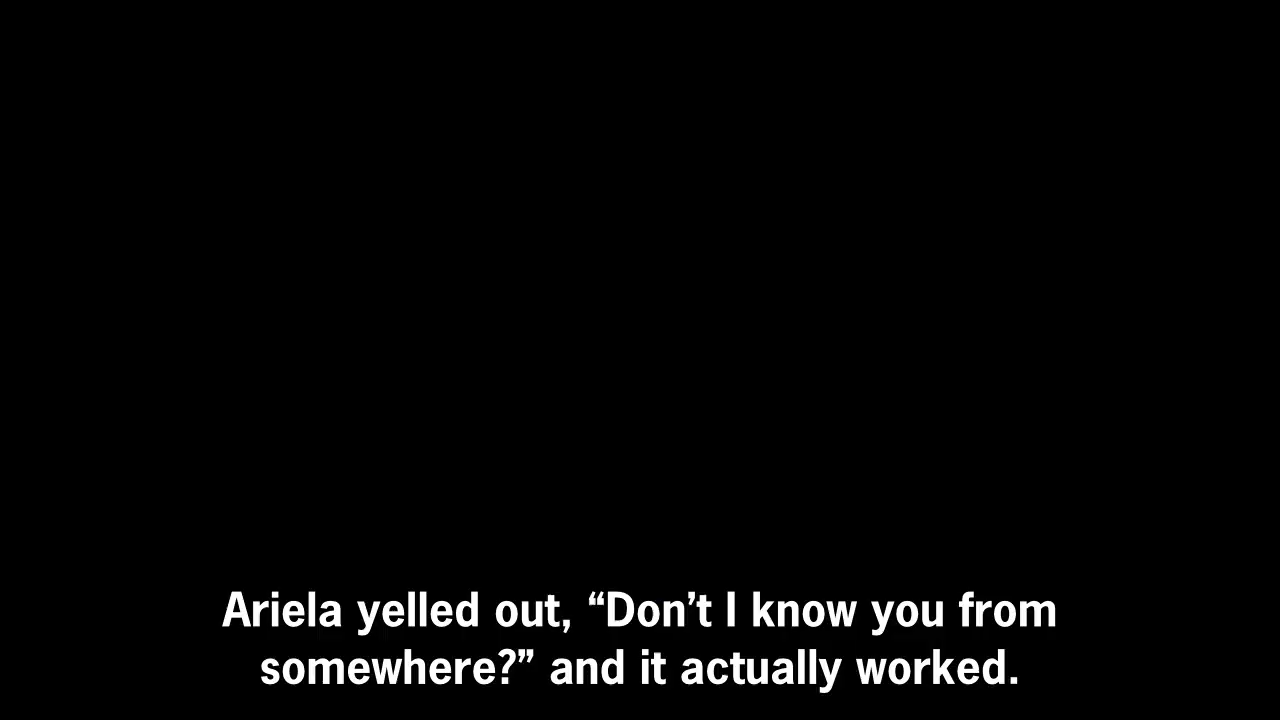 Ariela yelled out, “Don’t I know you from
somewhere?” and it actually worked.